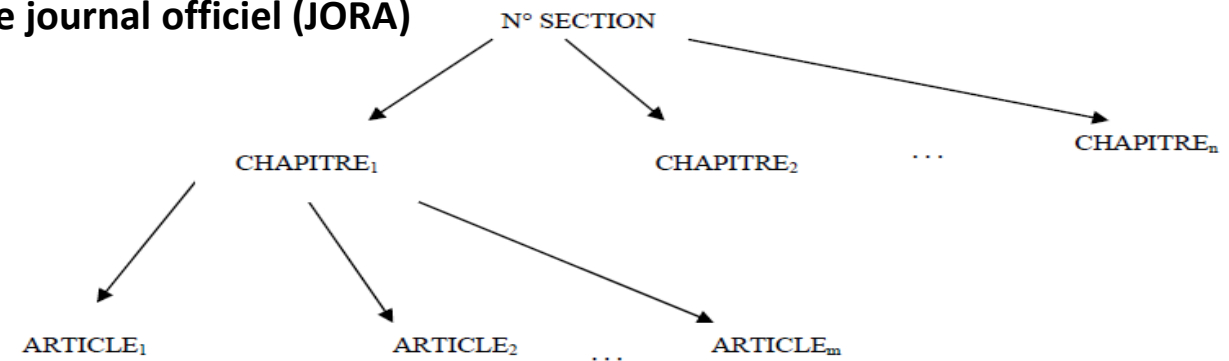 e journal officiel (JORA)
N° SECTION
CHAPITRE₁ CHAPITRE₂ ... CHAPITREₙ
ARTICLE₁ ARTICLE₂ ... ARTICLEₘ